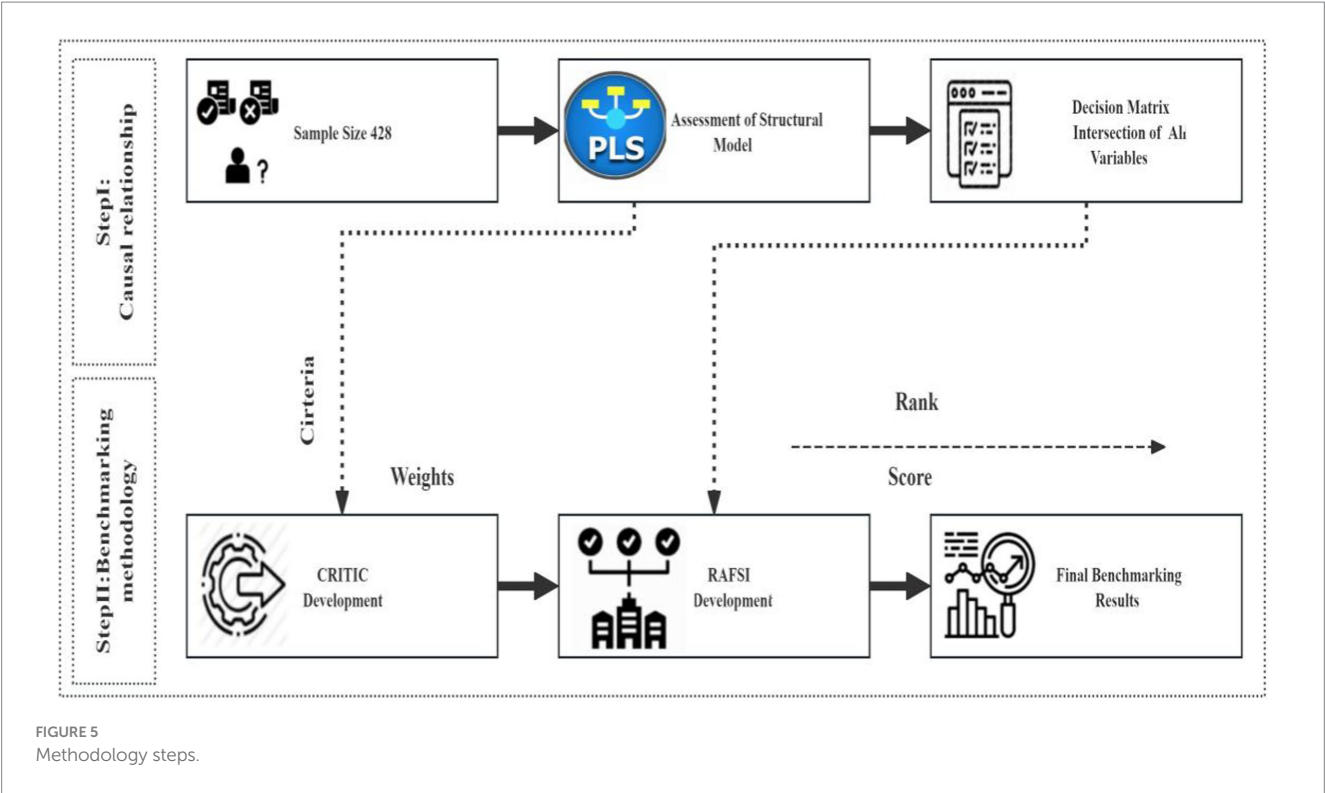 StepI:
Causal relationship
Sample Size 428
PLS
Assessment of Structural
Model
Decision Matrix
Intersection of All
Variables
Cirteria
Weights
Rank
Score
StepII:Benchmarking
methodology
CRITIC
Development
RAFSI
Development
Final Benchmarking
Results
FIGURE 5
Methodology steps.